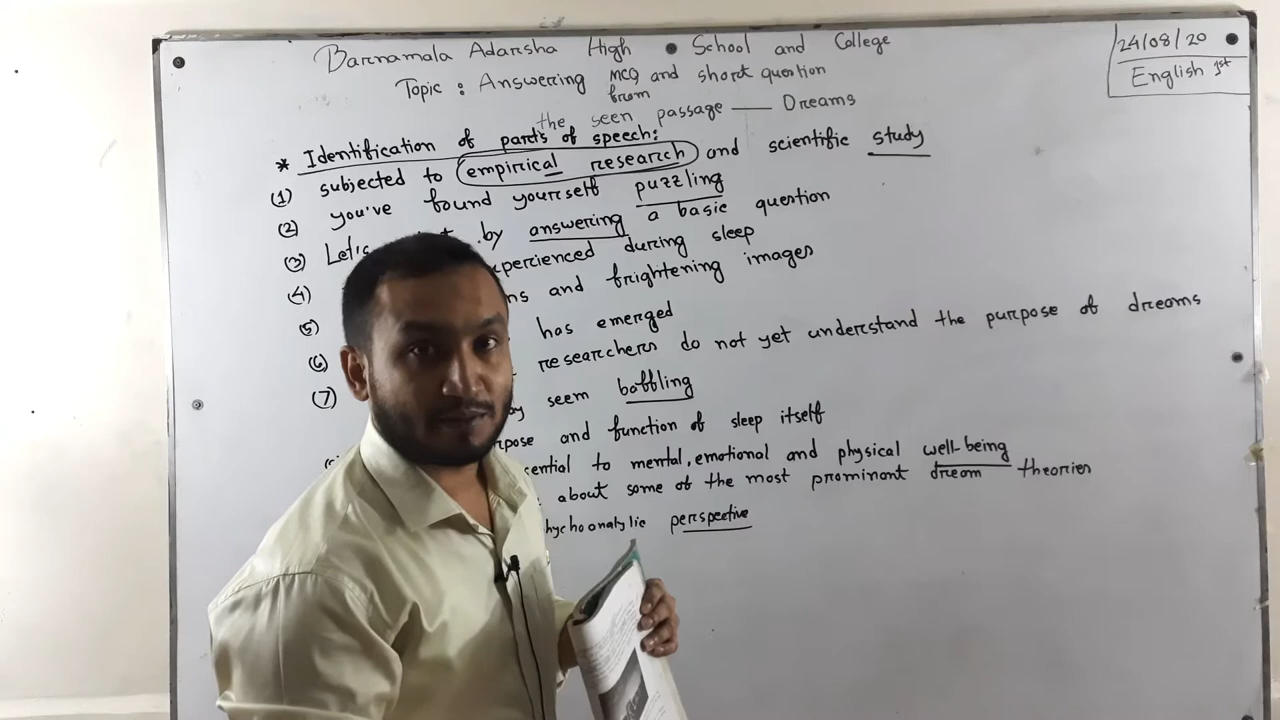 Barnamala Adarsha High School and College
24/08/20
English 1st
Topic : Answering MCQ and short question
from
the seen passage — Dreams
* Identification of parts of speech:
(1) subjected to empirical research and scientific study
(2) you've found yourself puzzling
(3) Let's by answering a basic question
(4) experienced during sleep
(5) and frightening images
(6) has emerged
(7) researchers do not yet understand the purpose of dreams
seem baffling
and function of sleep itself
to mental, emotional and physical well-being
about some of the most prominent dream theories
perspective